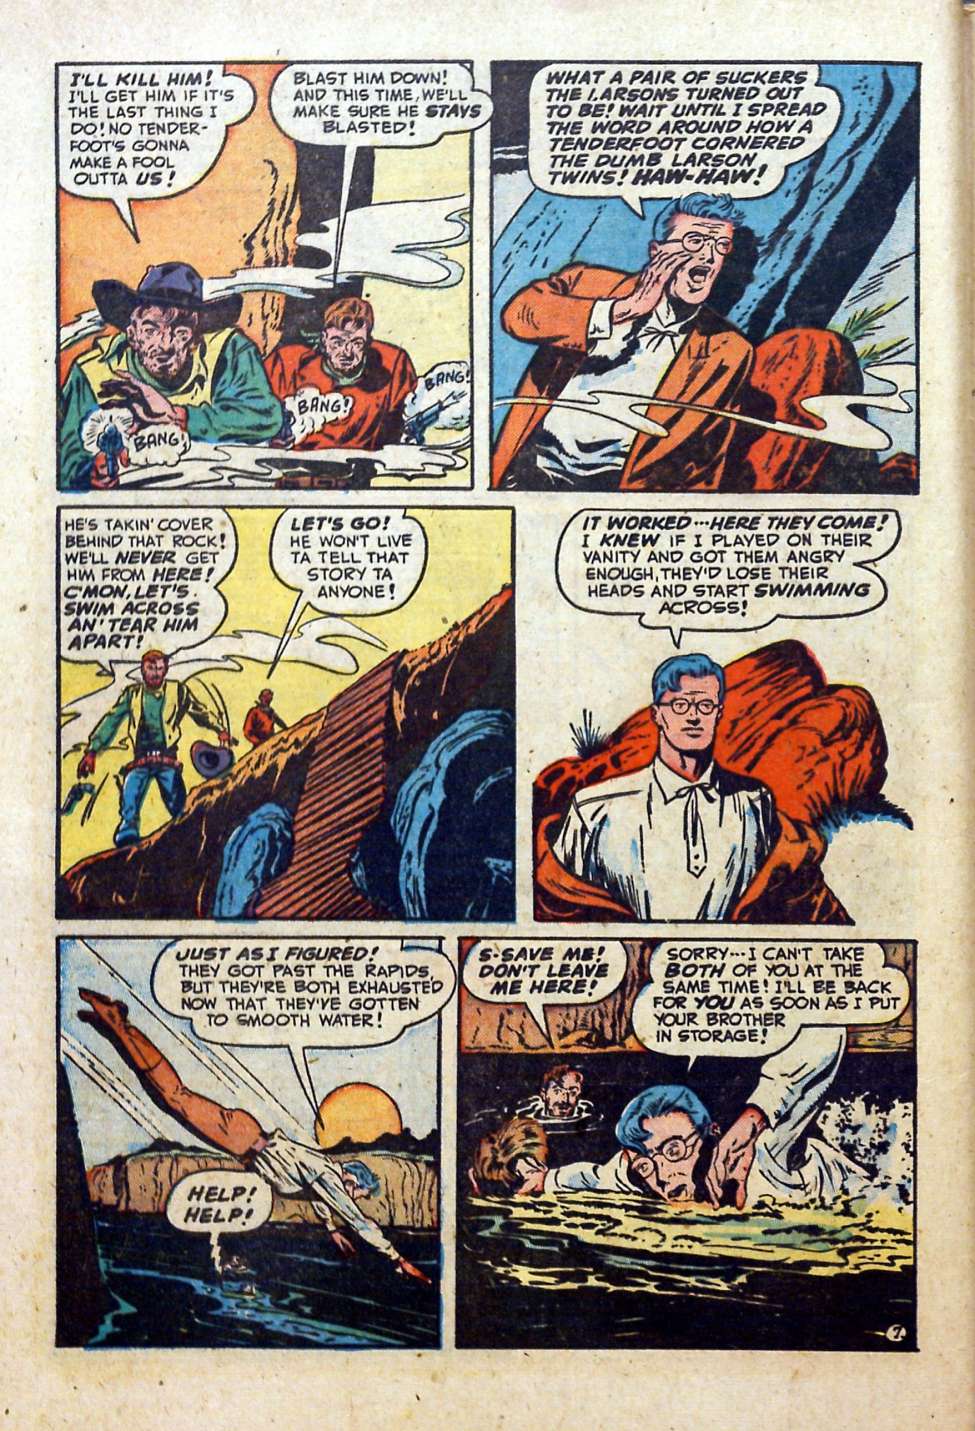 I'LL KILL HIM!
I'LL GET HIM IF IT'S
THE LAST THING I
DO! NO TENDER-
FOOT'S GONNA
MAKE A FOOL
OUTTA US!
BLAST HIM DOWN!
AND THIS TIME, WE'LL
MAKE SURE HE STAYS
BLASTED!
BANG!
BANG!
BANG!
WHAT A PAIR OF SUCKERS
THE LARSONS TURNED OUT
TO BE! WAIT UNTIL I SPREAD
THE WORD AROUND HOW A
TENDERFOOT CORNERED
THE DUMB LARSON
TWINS! HAW-HAW!
HE'S TAKIN' COVER
BEHIND THAT ROCK!
WE'LL NEVER GET
HIM FROM HERE!
C'MON, LET'S
SWIM ACROSS
AN' TEAR HIM
APART!
LET'S GO!
HE WON'T LIVE
TA TELL THAT
STORY TA
ANYONE!
IT WORKED---HERE THEY COME!
I KNEW IF I PLAYED ON THEIR
VANITY AND GOT THEM ANGRY
ENOUGH, THEY'D LOSE THEIR
HEADS AND START SWIMMING
ACROSS!
JUST AS I FIGURED!
THEY GOT PAST THE RAPIDS,
BUT THEY'RE BOTH EXHAUSTED
NOW THAT THEY'VE GOTTEN
TO SMOOTH WATER!
HELP!
HELP!
S-SAVE ME!
DON'T LEAVE
ME HERE!
SORRY---I CAN'T TAKE
BOTH OF YOU AT THE
SAME TIME! I'LL BE BACK
FOR YOU AS SOON AS I PUT
YOUR BROTHER
IN STORAGE!
7